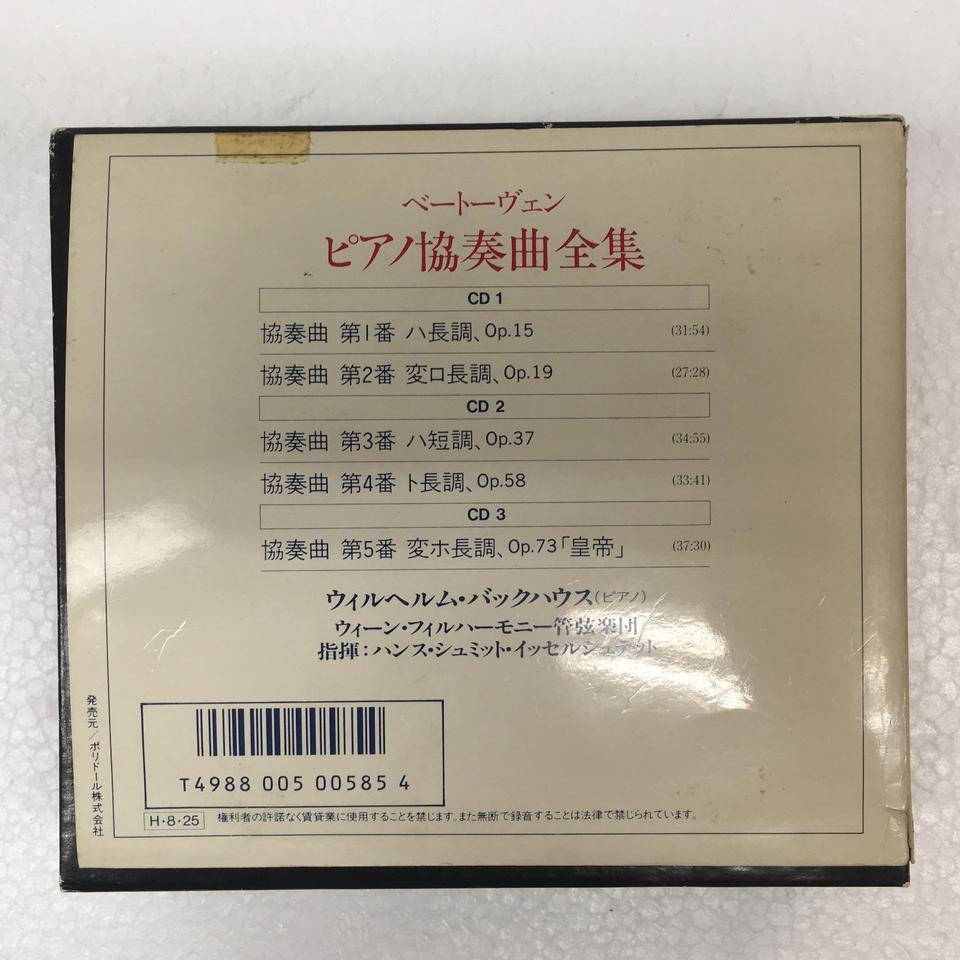 ベートーヴェン
ピアノ協奏曲全集
CD 1
協奏曲 第1番 ハ長調、Op.15 (31:54)
協奏曲 第2番 変ロ長調、Op.19 (27:28)
CD 2
協奏曲 第3番 ハ短調、Op.37 (34:55)
協奏曲 第4番 ト長調、Op.58 (33:41)
CD 3
協奏曲 第5番 変ホ長調、Op.73「皇帝」 (37:30)
ウィルヘルム・バックハウス(ピアノ)
ウィーン・フィルハーモニー管弦楽団
指揮:ハンス・シュミット・イッセルシュテット
発売元/ポリドール株式会社
T4988 005 00585 4
H・8・25 権利者の許諾なく賃貸業に使用することを禁じます。また無断で録音することは法律で禁じられています。